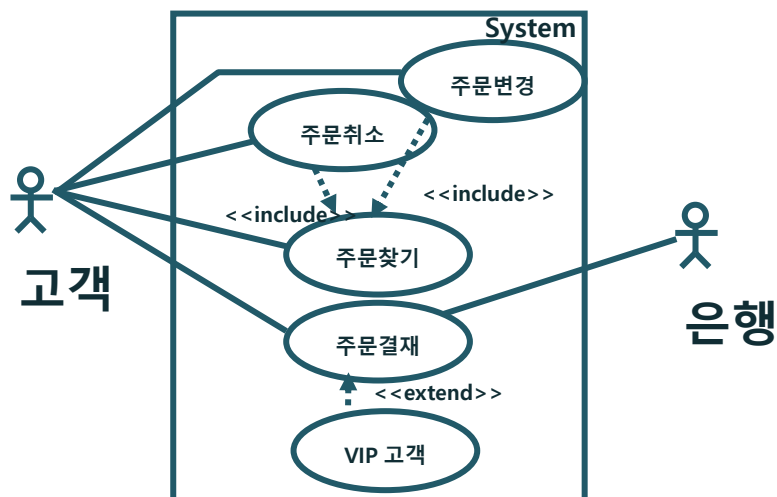 System
주문변경
주문취소
<<include>>
<<include>>
주문찾기
고객
은행
주문결재
<<extend>>
VIP 고객